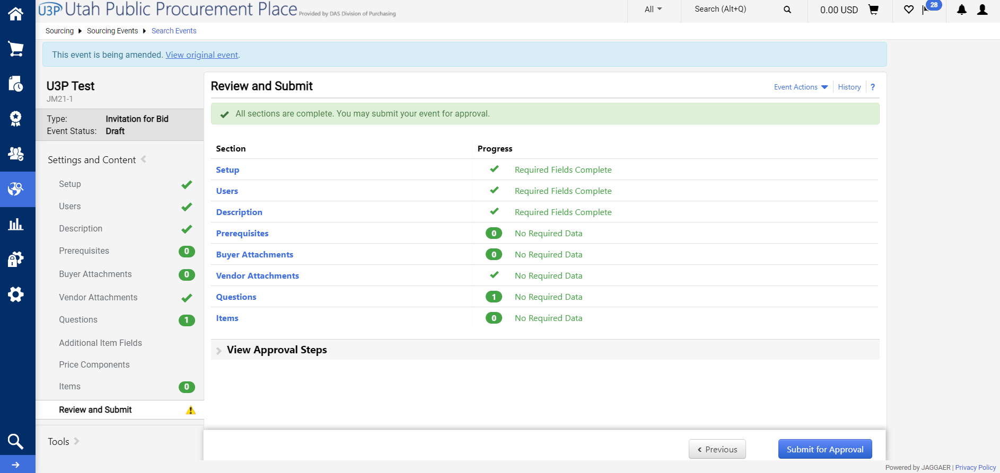 U3P Utah Public Procurement Place Provided by DAS Division of Purchasing
All
Search (Alt+Q)
0.00 USD
28
Sourcing Sourcing Events Search Events
This event is being amended. View original event.
U3P Test
JM21-1
Type: Invitation for Bid
Event Status: Draft
Settings and Content
Setup
Users
Description
Prerequisites 0
Buyer Attachments 0
Vendor Attachments
Questions 1
Additional Item Fields
Price Components
Items 0
Review and Submit
Tools
Review and Submit
Event Actions History ?
All sections are complete. You may submit your event for approval.
Section Progress
Setup Required Fields Complete
Users Required Fields Complete
Description Required Fields Complete
Prerequisites 0 No Required Data
Buyer Attachments 0 No Required Data
Vendor Attachments No Required Data
Questions 1 No Required Data
Items 0 No Required Data
View Approval Steps
Previous
Submit for Approval
Powered by JAGGAER | Privacy Policy